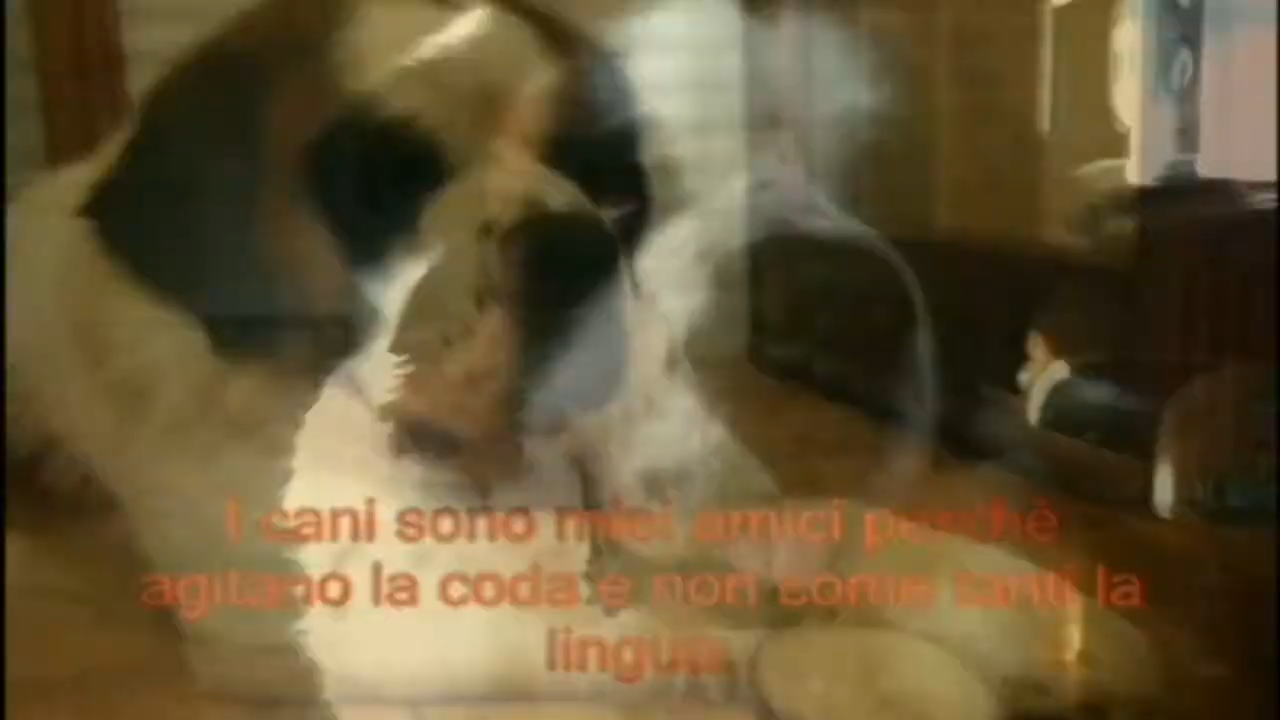 I cani sono miei amici perchè
agitano la coda e non come tanti la
lingua